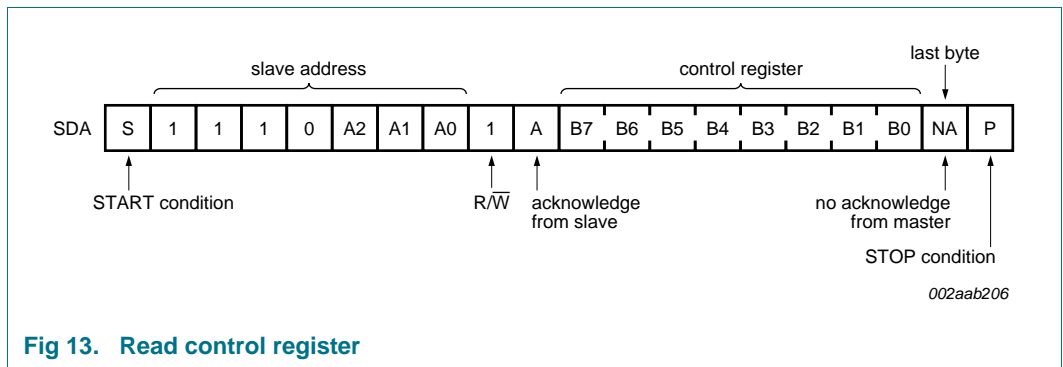 last byte
slave address control register
SDA S 1 1 1 0 A2 A1 A0 1 A B7 B6 B5 B4 B3 B2 B1 B0 NA P
START condition R/W̅ acknowledge from slave no acknowledge from master
STOP condition
002aab206
Fig 13. Read control register